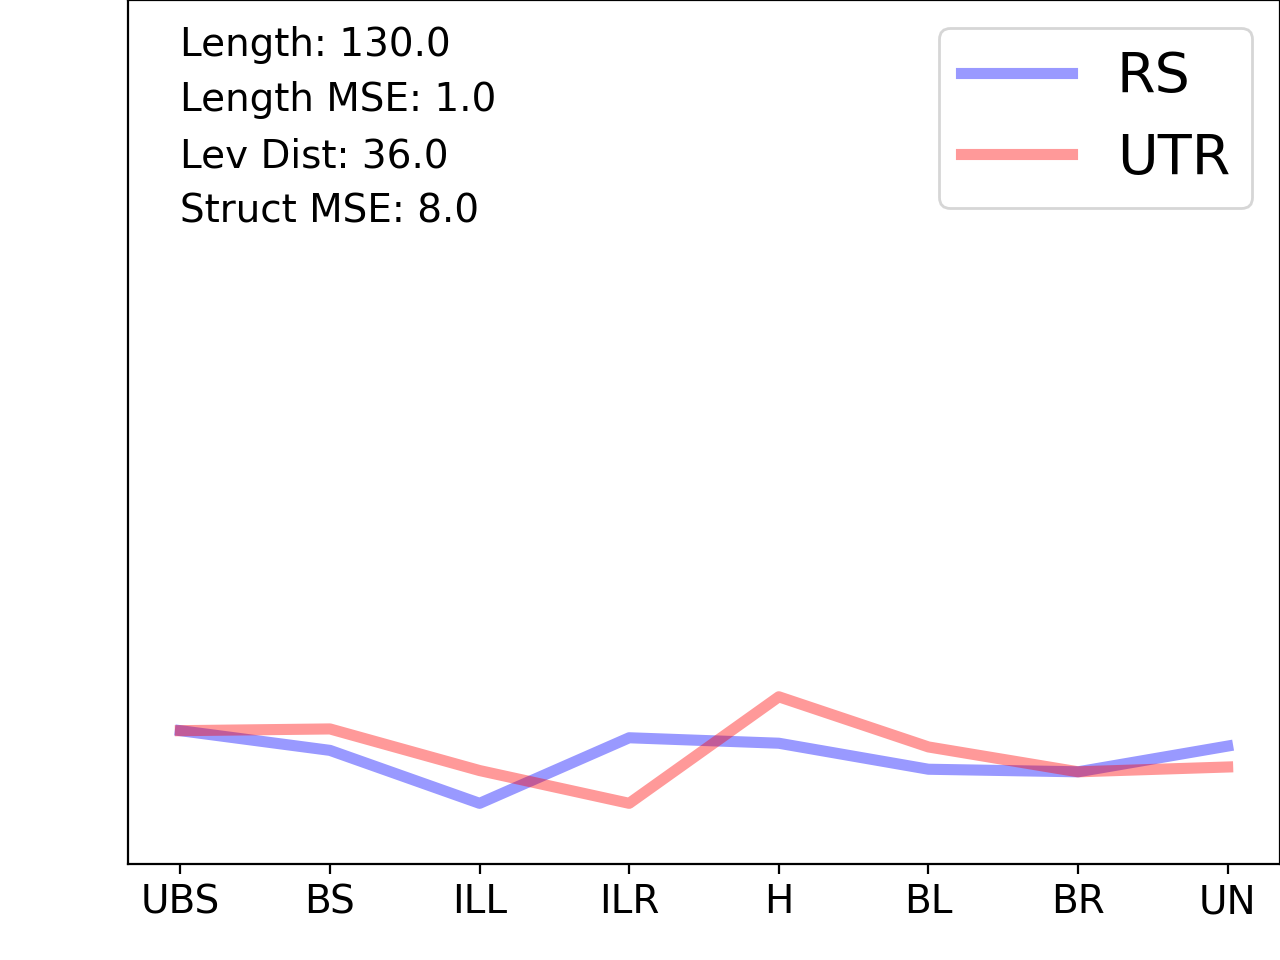 Length: 130.0
Length MSE: 1.0
Lev Dist: 36.0
Struct MSE: 8.0
RS
UTR
UBS BS ILL ILR H BL BR UN